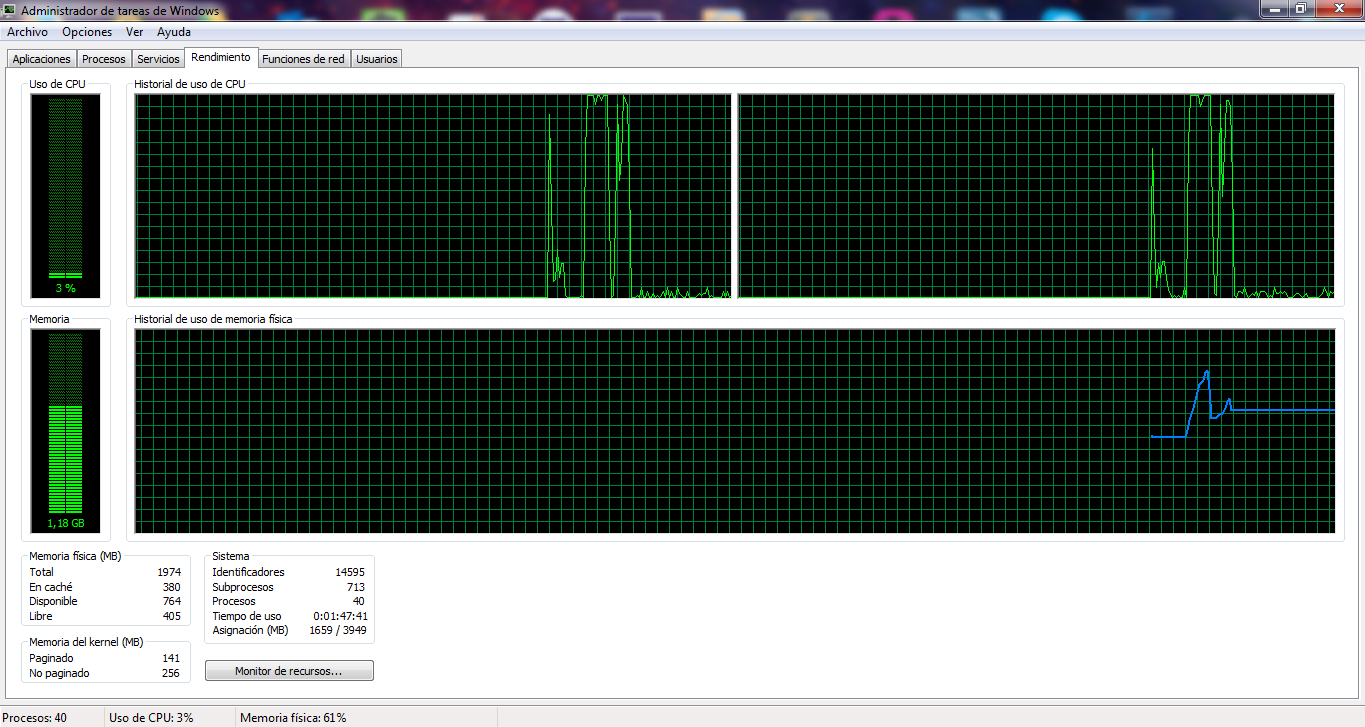 Administrador de tareas de Windows
Archivo Opciones Ver Ayuda
Aplicaciones Procesos Servicios Rendimiento Funciones de red Usuarios
Uso de CPU Historial de uso de CPU
3 %
Memoria Historial de uso de memoria física
1,18 GB
Memoria física (MB)
Total 1974
En caché 380
Disponible 764
Libre 405
Memoria del kernel (MB)
Paginado 141
No paginado 256
Sistema
Identificadores 14595
Subprocesos 713
Procesos 40
Tiempo de uso 0:01:47:41
Asignación (MB) 1659 / 3949
Monitor de recursos...
Procesos: 40 Uso de CPU: 3% Memoria física: 61%